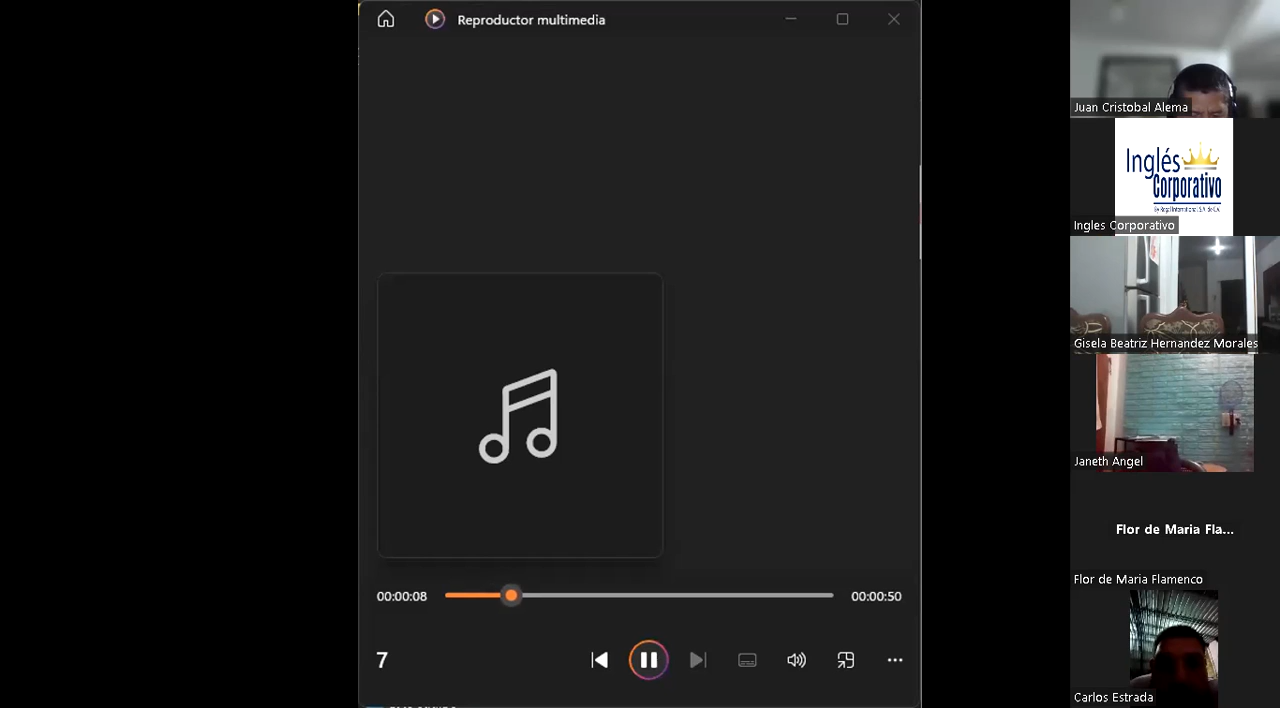 Reproductor multimedia
00:00:08
00:00:50
7
Juan Cristobal Alema
Inglés
Corporativo
Ingles Corporativo
Gisela Beatriz Hernandez Morales
Janeth Angel
Flor de Maria Fla...
Flor de Maria Flamenco
Carlos Estrada